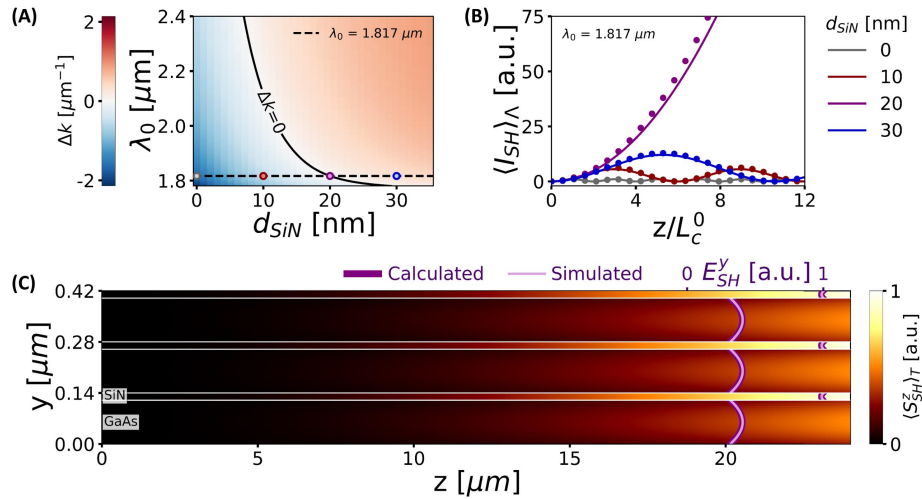 (A)
Δk [μm⁻¹]
2
0
-2
λ₀ [μm]
2.4
2.2
2.0
1.8
λ₀ = 1.817 μm
Δk=0
0 10 20 30
d_SiN [nm]
(B)
⟨I_SH⟩_Λ [a.u.]
75
50
25
0
λ₀ = 1.817 μm
0 3 6 9 12
z/L_c^0
d_SiN [nm]
0
10
20
30
(C)
Calculated
Simulated
0 E_SH^y [a.u.] 1
y [μm]
0.42
0.28
0.14
0.00
SiN
GaAs
0 5 10 15 20
z [μm]
1
0
⟨S_SH^z⟩_T [a.u.]